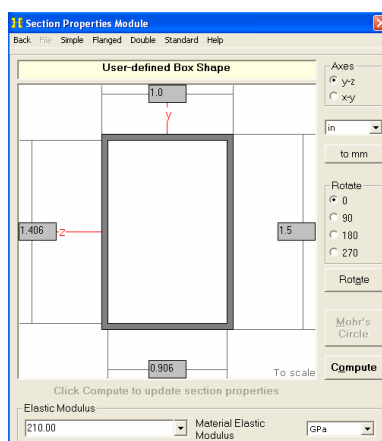 Section Properties Module
Back File Simple Flanged Double Standard Help
User-defined Box Shape
Axes
y-z
x-y
in
to mm
Rotate
0
90
180
270
Rotate
Mohr's
Circle
Compute
1.0
y
1.406
z
1.5
0.906
To scale
Click Compute to update section properties
Elastic Modulus
210.00
Material Elastic
Modulus
GPa